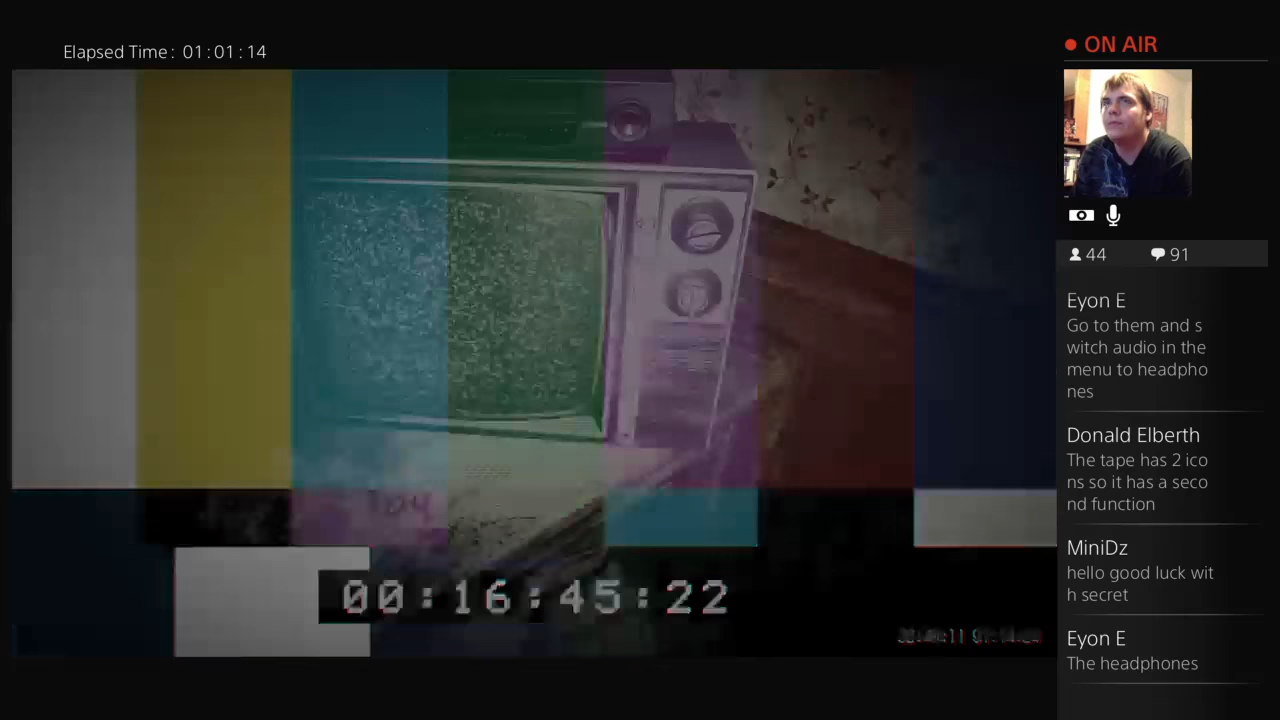 Elapsed Time: 01:01:14
ON AIR
44
91
Eyon E
Go to them and s
witch audio in the
menu to headpho
nes
Donald Elberth
The tape has 2 ico
ns so it has a seco
nd function
MiniDz
hello good luck wit
h secret
Eyon E
The headphones
00:16:45:22